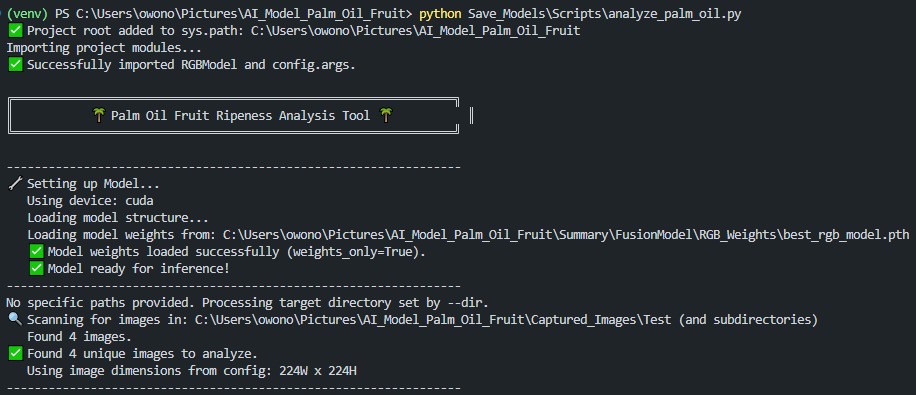 (venv) PS C:\Users\owono\Pictures\AI_Model_Palm_Oil_Fruit> python Save_Models\Scripts\analyze_palm_oil.py
✅ Project root added to sys.path: C:\Users\owono\Pictures\AI_Model_Palm_Oil_Fruit
Importing project modules...
✅ Successfully imported RGBModel and config.args.
🌴 Palm Oil Fruit Ripeness Analysis Tool 🌴
-----------------------------------------------------------------
🔧 Setting up Model...
Using device: cuda
Loading model structure...
Loading model weights from: C:\Users\owono\Pictures\AI_Model_Palm_Oil_Fruit\Summary\FusionModel\RGB_Weights\best_rgb_model.pth
✅ Model weights loaded successfully (weights_only=True).
✅ Model ready for inference!
-----------------------------------------------------------------
No specific paths provided. Processing target directory set by --dir.
🔍 Scanning for images in: C:\Users\owono\Pictures\AI_Model_Palm_Oil_Fruit\Captured_Images\Test (and subdirectories)
Found 4 images.
✅ Found 4 unique images to analyze.
Using image dimensions from config: 224W x 224H
-----------------------------------------------------------------